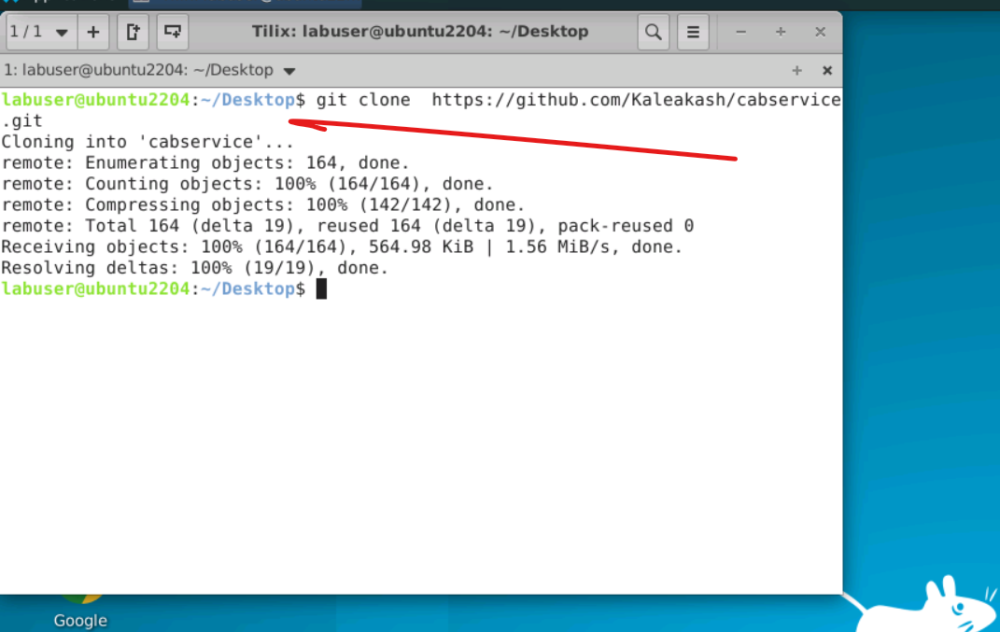 1 / 1
Tilix: labuser@ubuntu2204: ~/Desktop
1: labuser@ubuntu2204: ~/Desktop
labuser@ubuntu2204:~/Desktop$ git clone  https://github.com/Kaleakash/cabservice
.git
Cloning into 'cabservice'...
remote: Enumerating objects: 164, done.
remote: Counting objects: 100% (164/164), done.
remote: Compressing objects: 100% (142/142), done.
remote: Total 164 (delta 19), reused 164 (delta 19), pack-reused 0
Receiving objects: 100% (164/164), 564.98 KiB | 1.56 MiB/s, done.
Resolving deltas: 100% (19/19), done.
labuser@ubuntu2204:~/Desktop$
Google